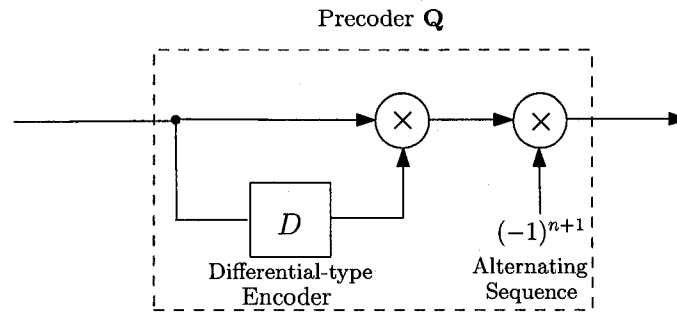 Precoder Q
×
×
D
(-1)^{n+1}
Differential-type
Encoder
Alternating
Sequence